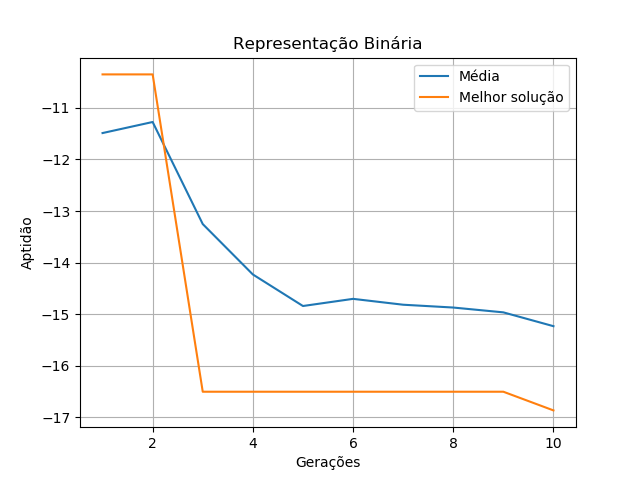 Representação Binária
Média
Melhor solução
−11
−12
−13
−14
−15
−16
−17
Aptidão
2
4
6
8
10
Gerações